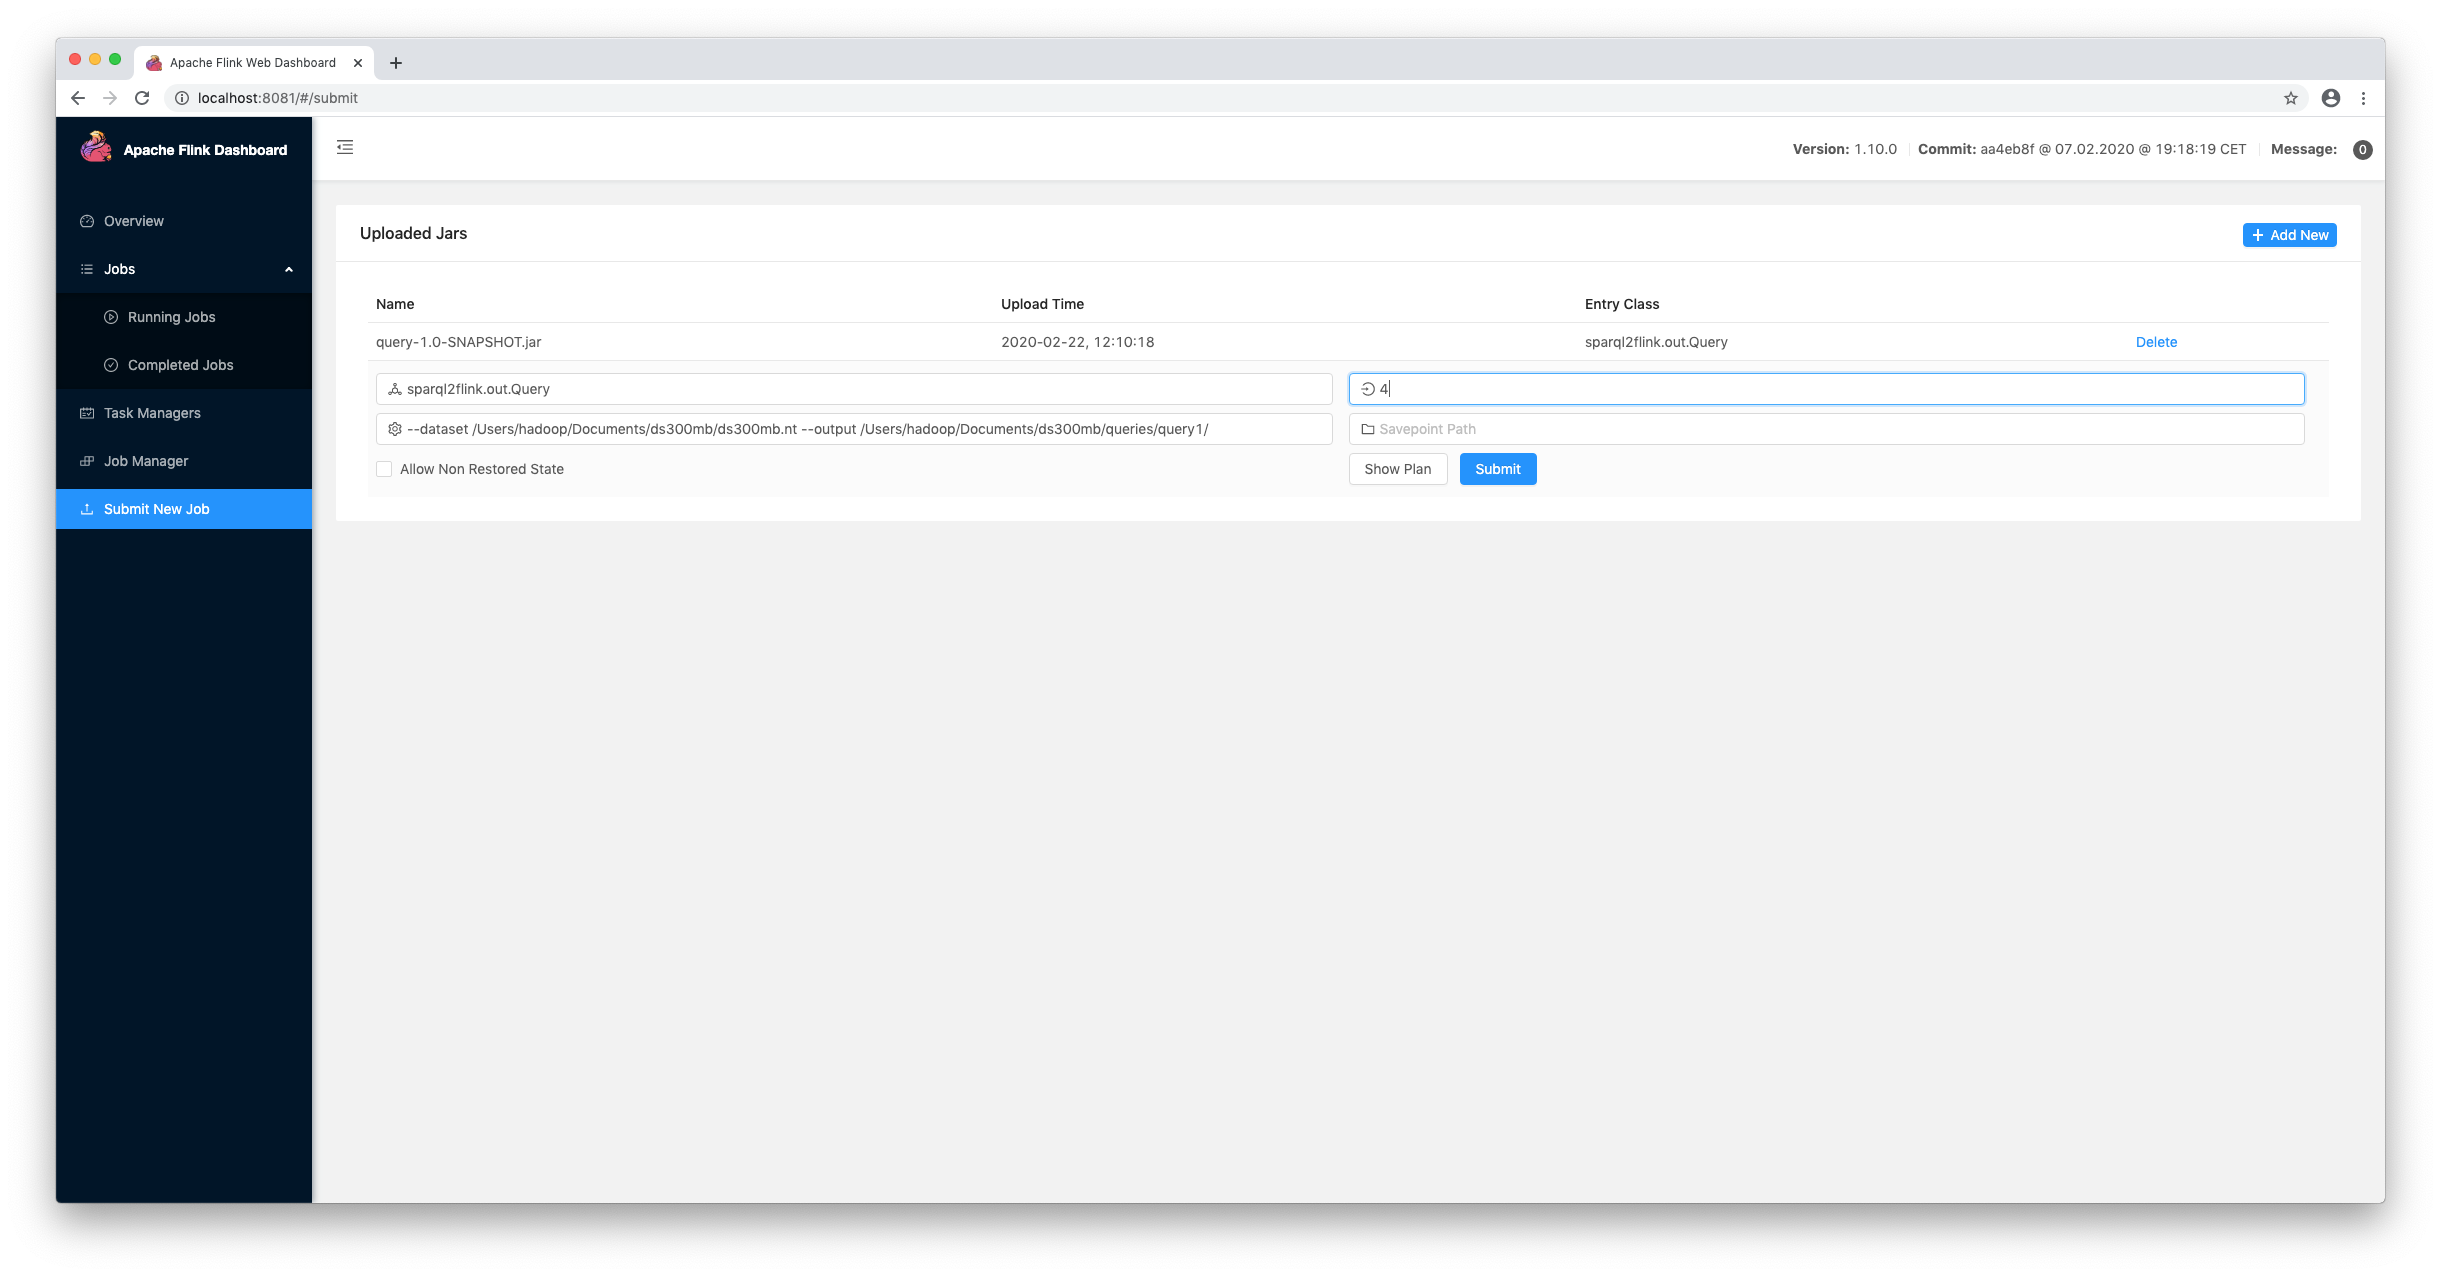 Apache Flink Web Dashboard
localhost:8081/#/submit
Apache Flink Dashboard
Version: 1.10.0 Commit: aa4eb8f @ 07.02.2020 @ 19:18:19 CET Message: 0
Overview
Jobs
Running Jobs
Completed Jobs
Task Managers
Job Manager
Submit New Job
Uploaded Jars
Add New
Name Upload Time Entry Class
query-1.0-SNAPSHOT.jar 2020-02-22, 12:10:18 sparql2flink.out.Query Delete
sparql2flink.out.Query 4
--dataset /Users/hadoop/Documents/ds300mb/ds300mb.nt --output /Users/hadoop/Documents/ds300mb/queries/query1/ Savepoint Path
Allow Non Restored State Show Plan Submit